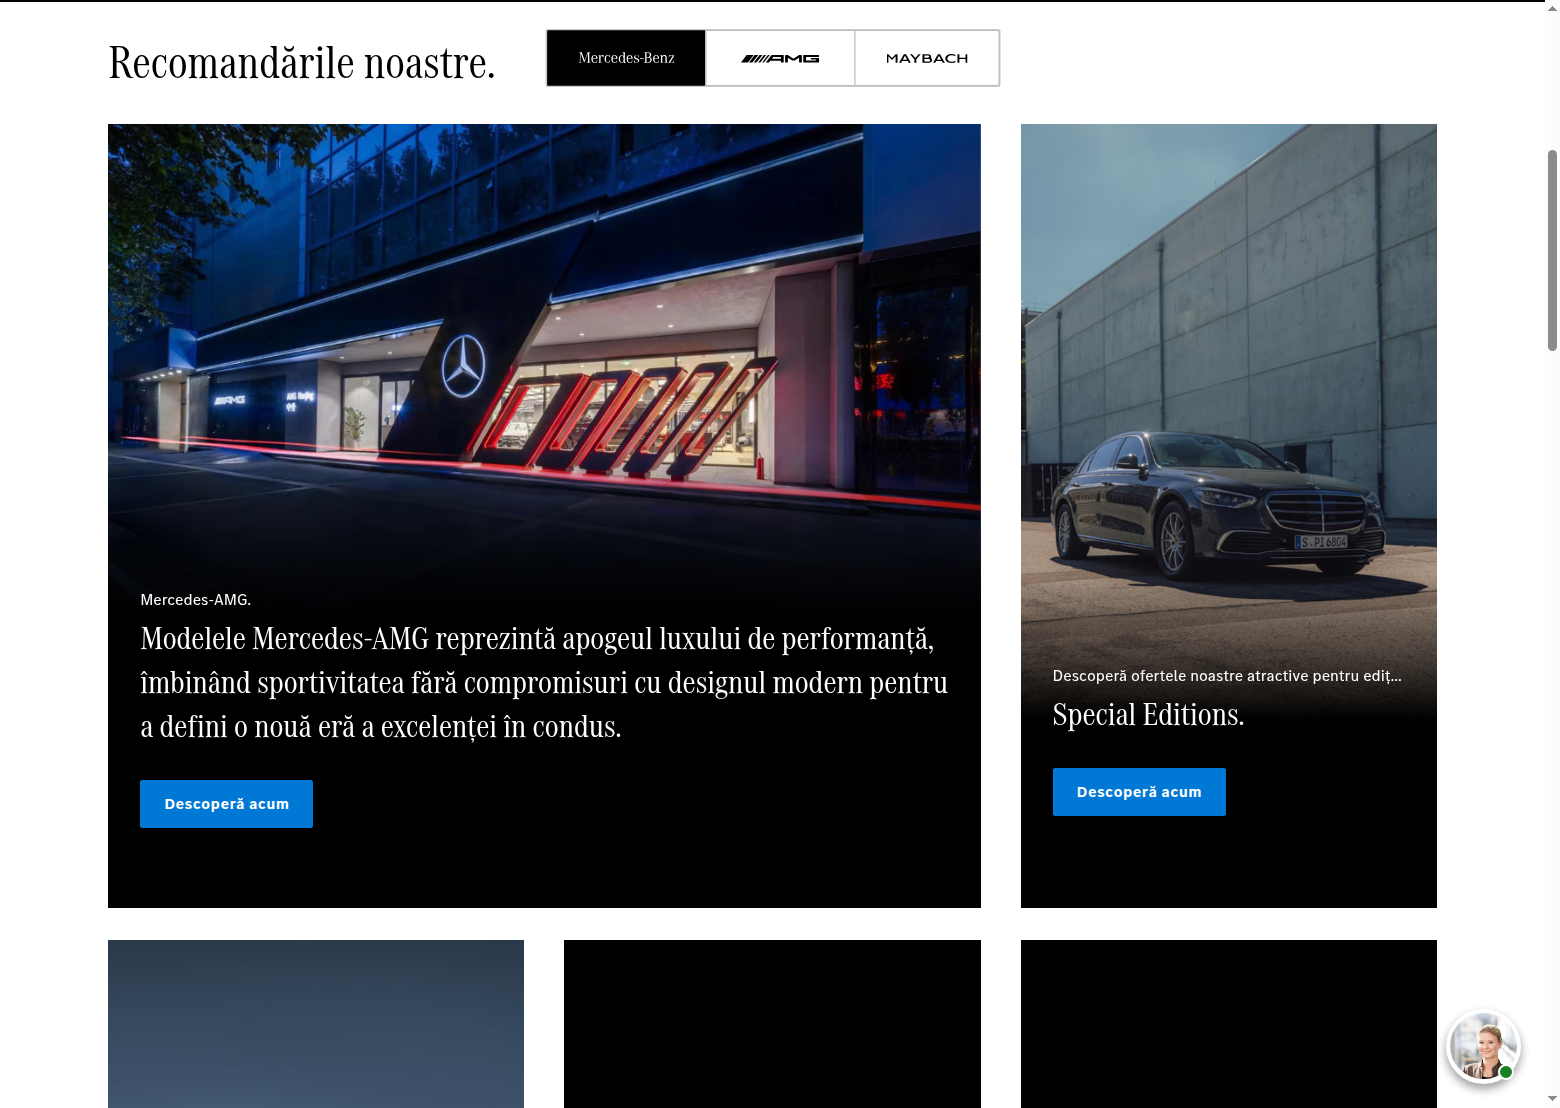 Recomandările noastre.
Mercedes-Benz
AMG
MAYBACH
AMG
Mercedes-AMG.
Modelele Mercedes-AMG reprezintă apogeul luxului de performanță,
îmbinând sportivitatea fără compromisuri cu designul modern pentru
a defini o nouă eră a excelenței în condus.
Descoperă acum
S PI 6804
Descoperă ofertele noastre atractive pentru ediț...
Special Editions.
Descoperă acum